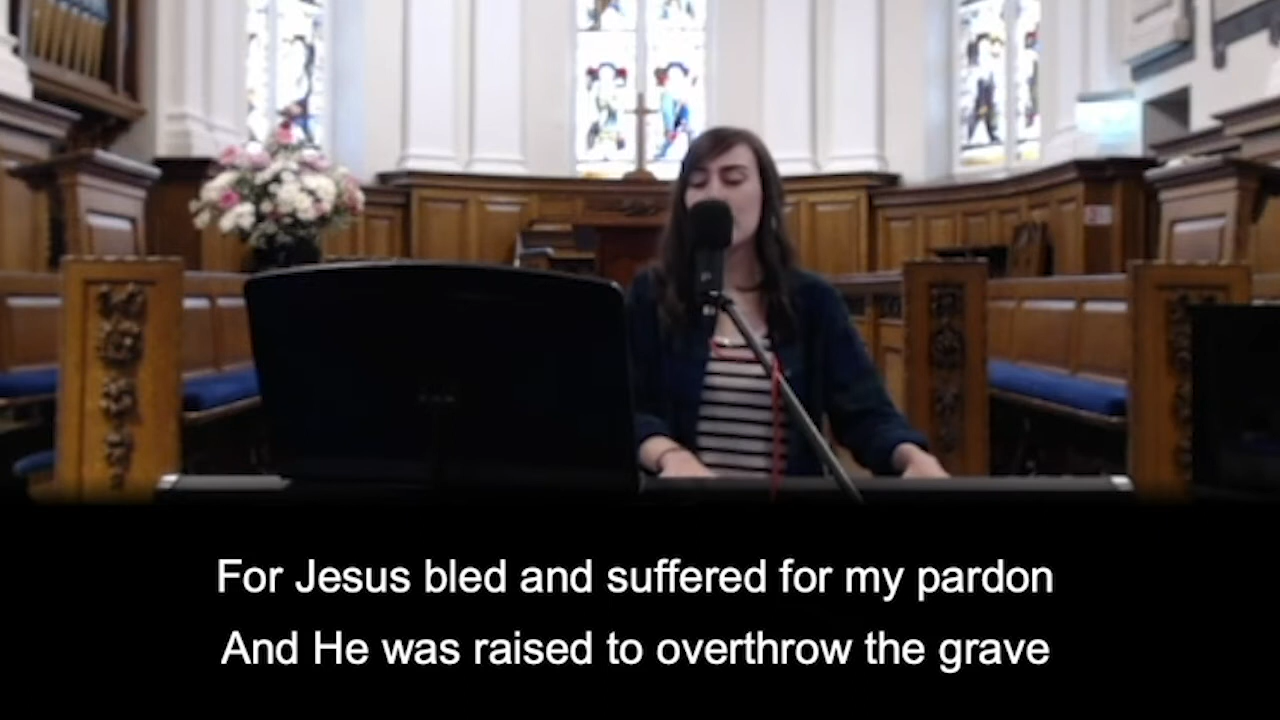 For Jesus bled and suffered for my pardon
And He was raised to overthrow the grave